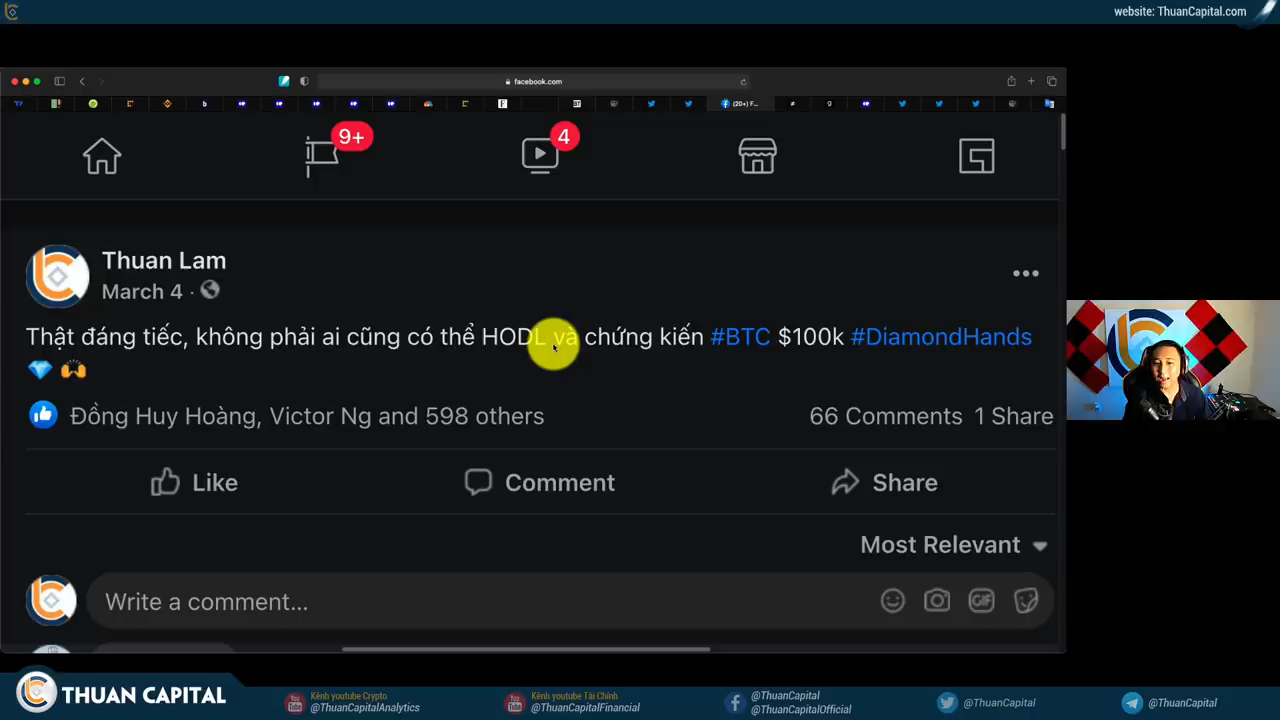 website: ThuanCapital.com
facebook.com
(20+) F...
9+
4
Thuan Lam
March 4 ·
Thật đáng tiếc, không phải ai cũng có thể HODL và chứng kiến #BTC $100k #DiamondHands
Đồng Huy Hoàng, Victor Ng and 598 others
66 Comments 1 Share
Like
Comment
Share
Most Relevant
Write a comment...
GIF
THUAN CAPITAL
Kênh youtube Crypto
@ThuanCapitalAnalytics
Kênh youtube Tài Chính
@ThuanCapitalFinancial
@ThuanCapital
@ThuanCapitalOfficial
@ThuanCapital
@ThuanCapital